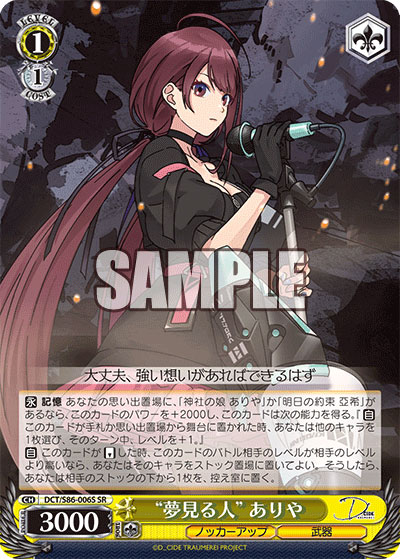 LEVEL
1
1
COST
SAMPLE
大丈夫、強い想いがあればできるはず
永 記憶 あなたの思い出置場に、「神社の娘 ありや」か「明日の約束 亞希」が
あるなら、このカードのパワーを+2000し、このカードは次の能力を得る。『自
このカードが手札か思い出置場から舞台に置かれた時、あなたは他のキャラを
1枚選び、そのターン中、レベルを+1。』
自 このカードが した時、このカードのバトル相手のレベルが相手のレベル
より高いなら、あなたはそのキャラをストック置場に置いてよい。そうしたら、
あなたは相手のストックの下から1枚を、控え室に置く。
CH DCT/S86-006S SR
3000
“夢見る人” ありや
ノッカーアップ
武器
D_CIDE
©D_CIDE TRAUMEREI PROJECT